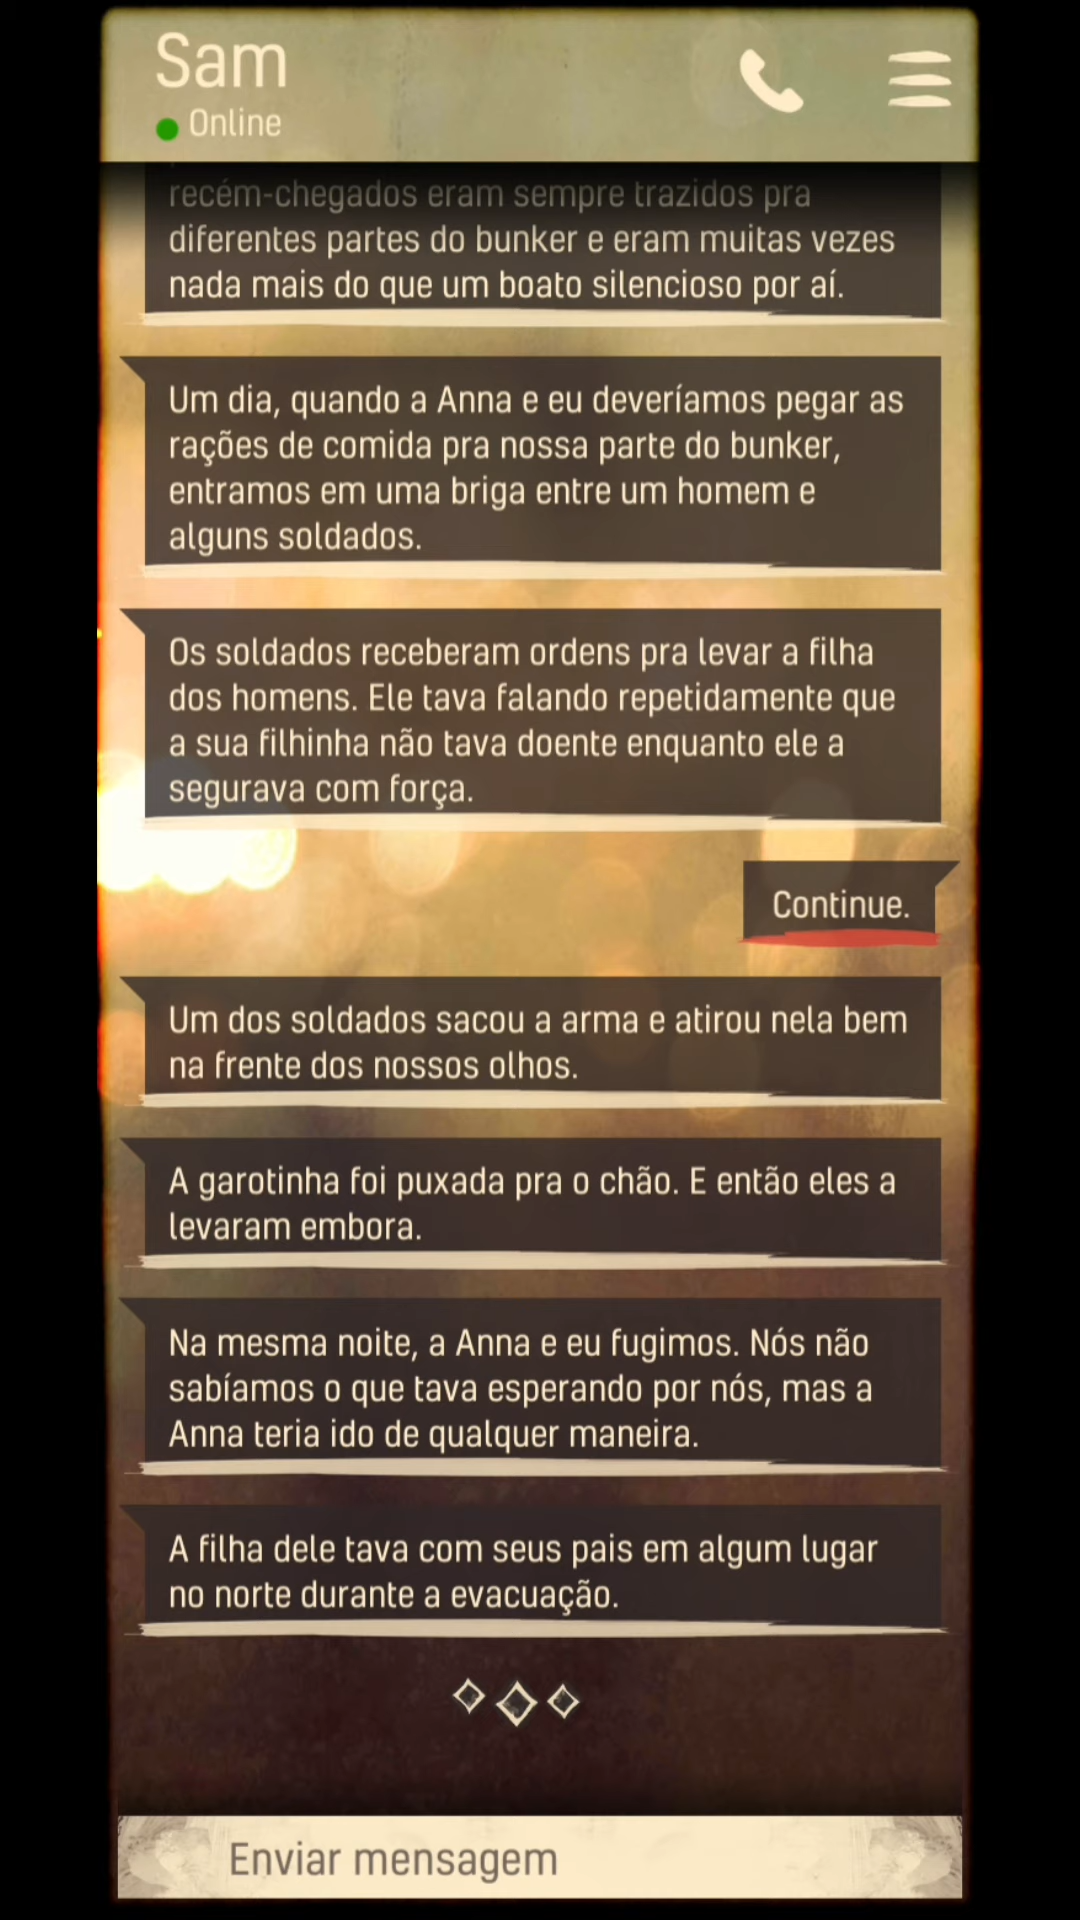 Sam
Online
recém-chegados eram sempre trazidos pra
diferentes partes do bunker e eram muitas vezes
nada mais do que um boato silencioso por aí.
Um dia, quando a Anna e eu deveríamos pegar as
rações de comida pra nossa parte do bunker,
entramos em uma briga entre um homem e
alguns soldados.
Os soldados receberam ordens pra levar a filha
dos homens. Ele tava falando repetidamente que
a sua filhinha não tava doente enquanto ele a
segurava com força.
Continue.
Um dos soldados sacou a arma e atirou nela bem
na frente dos nossos olhos.
A garotinha foi puxada pra o chão. E então eles a
levaram embora.
Na mesma noite, a Anna e eu fugimos. Nós não
sabíamos o que tava esperando por nós, mas a
Anna teria ido de qualquer maneira.
A filha dele tava com seus pais em algum lugar
no norte durante a evacuação.
Enviar mensagem